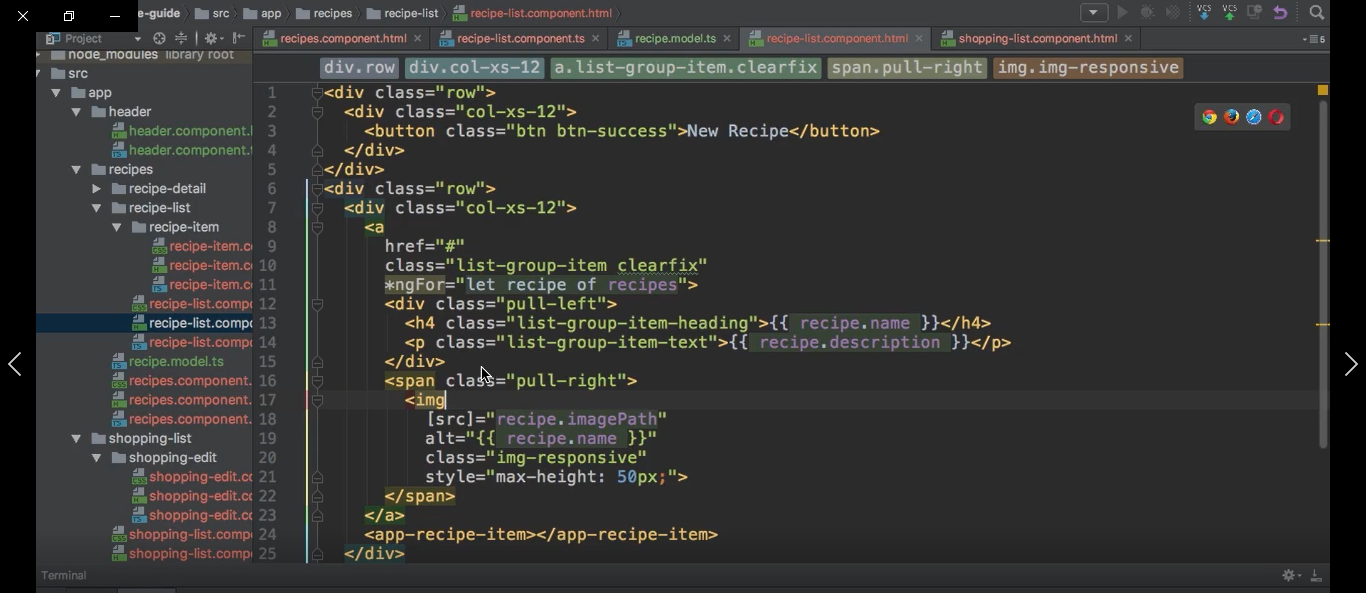 e-guide src app recipes recipe-list recipe-list.component.html
VCS VCS
Project
recipes.component.html recipe-list.component.ts recipe.model.ts recipe-list.component.html shopping-list.component.html 5
node_modules library root
div.row div.col-xs-12 a.list-group-item.clearfix span.pull-right img.img-responsive
src
app
header
header.component.
header.component.
recipes
recipe-detail
recipe-list
recipe-item
recipe-item.c
recipe-item.c
recipe-item.c
recipe-list.comp
recipe-list.compo
recipe-list.comp
recipe.model.ts
recipes.component.
recipes.component.
recipes.component.
shopping-list
shopping-edit
shopping-edit.c
shopping-edit.c
shopping-edit.c
shopping-list.comp
shopping-list.comp
1 <div class="row">
2   <div class="col-xs-12">
3     <button class="btn btn-success">New Recipe</button>
4   </div>
5 </div>
6 <div class="row">
7   <div class="col-xs-12">
8     <a
9       href="#"
10       class="list-group-item clearfix"
11       *ngFor="let recipe of recipes">
12       <div class="pull-left">
13         <h4 class="list-group-item-heading">{{ recipe.name }}</h4>
14         <p class="list-group-item-text">{{ recipe.description }}</p>
15       </div>
16       <span class="pull-right">
17         <img
18           [src]="recipe.imagePath"
19           alt="{{ recipe.name }}"
20           class="img-responsive"
21           style="max-height: 50px;">
22       </span>
23     </a>
24     <app-recipe-item></app-recipe-item>
25   </div>
Terminal